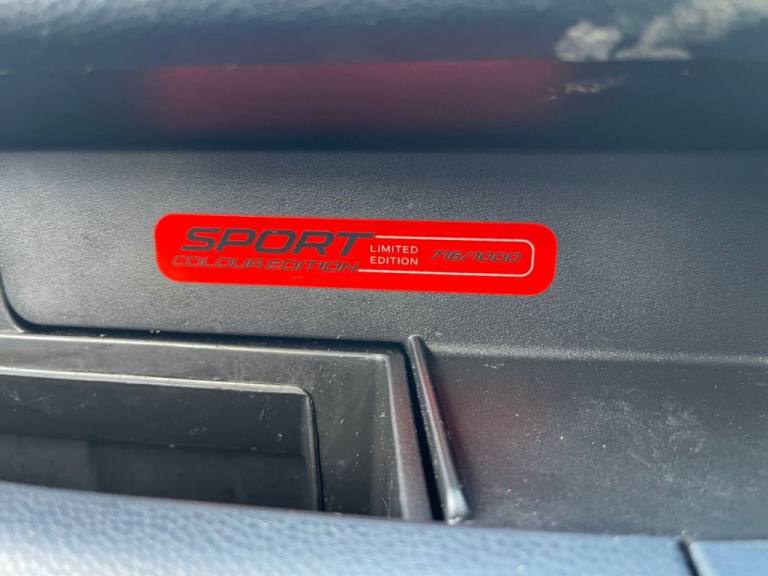 SPORT
COLOUR EDITION
LIMITED
EDITION
716/1000